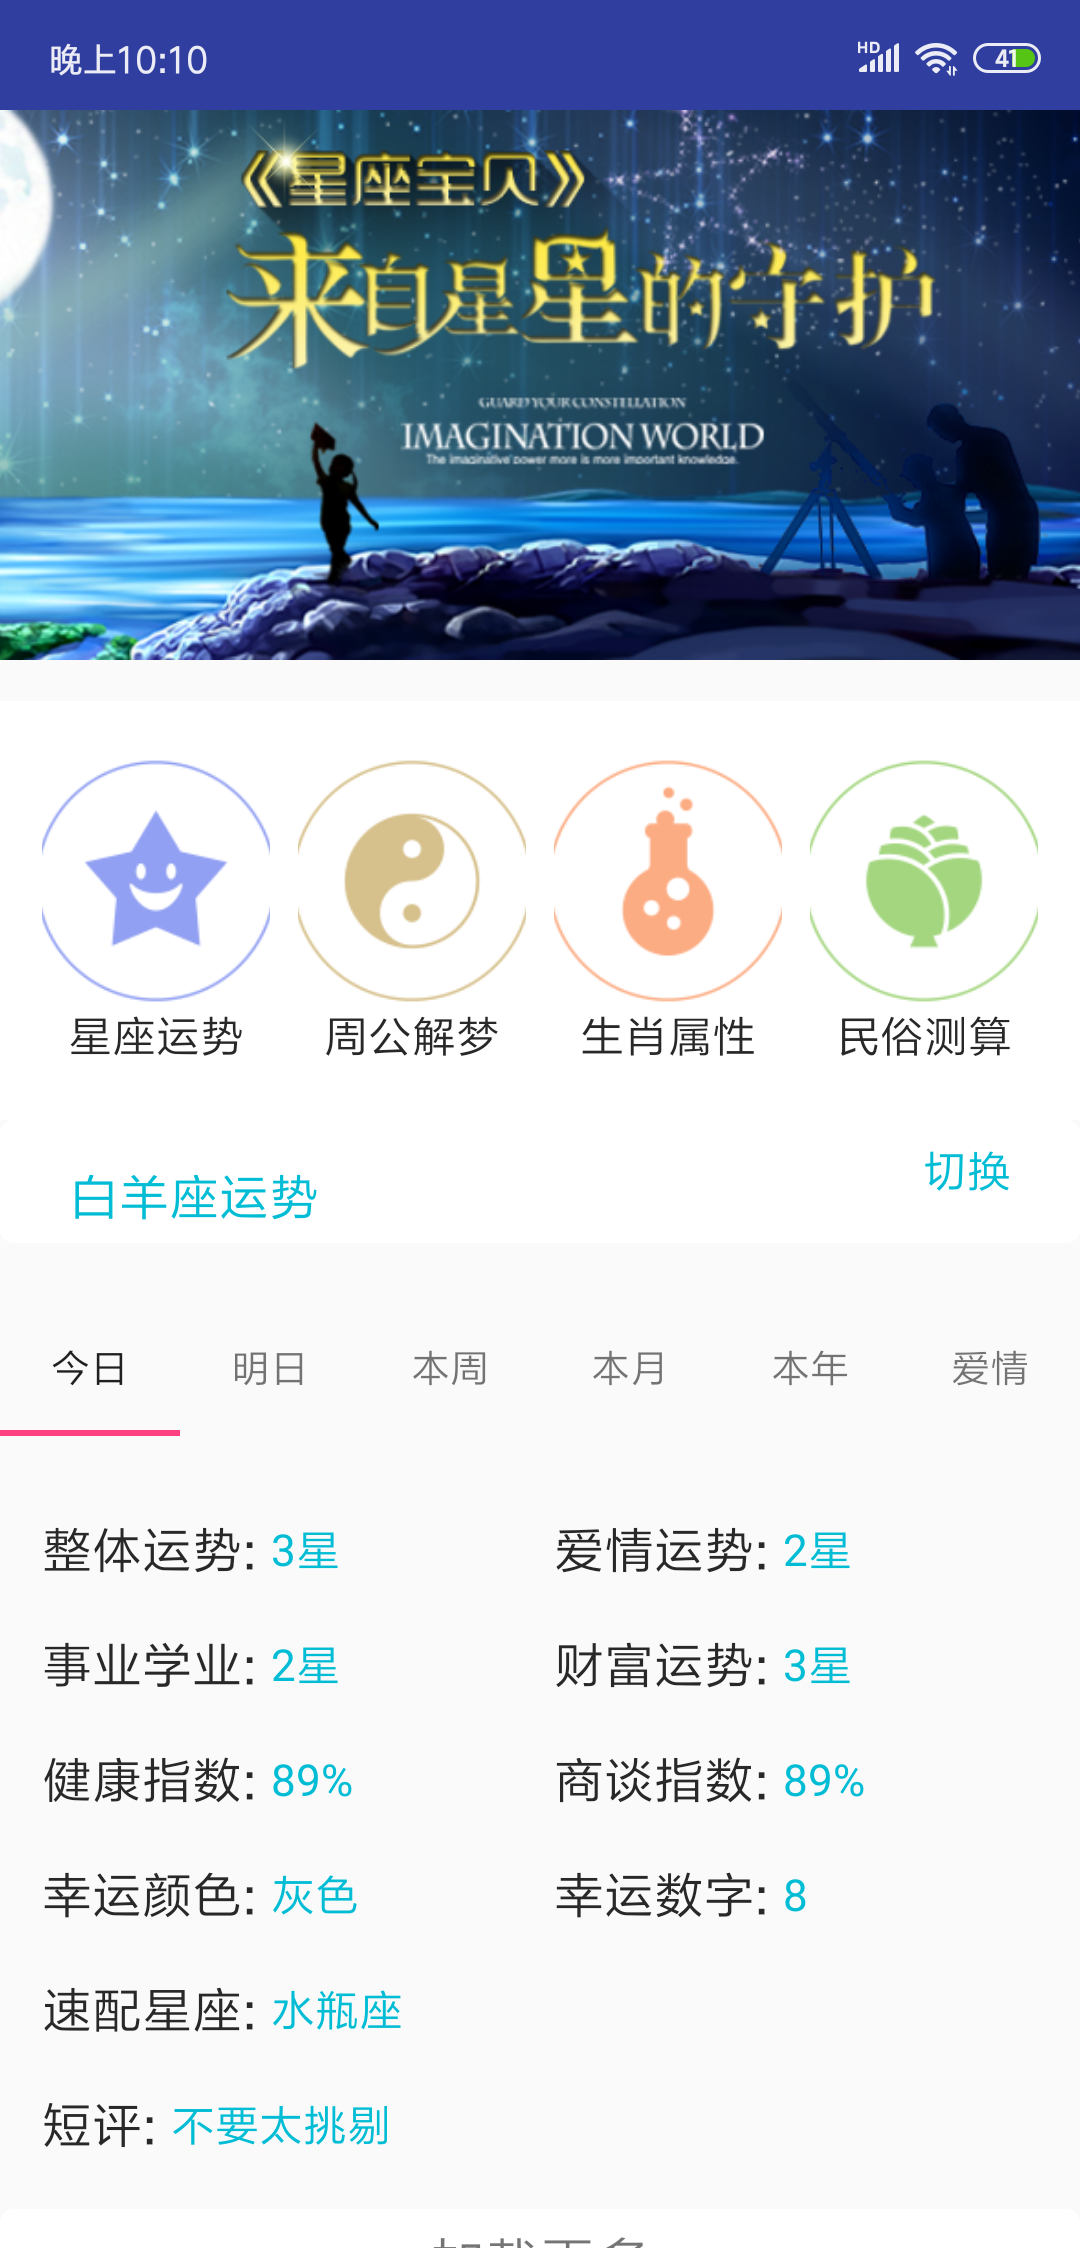 晚上10:10
HD
41
《星座宝贝》
来自星星的守护
GUARD YOUR CONSTELLATION
IMAGINATION WORLD
The imaginative power more is more important knowledge.
星座运势 周公解梦 生肖属性 民俗测算
白羊座运势 切换
今日 明日 本周 本月 本年 爱情
整体运势: 3星 爱情运势: 2星
事业学业: 2星 财富运势: 3星
健康指数: 89% 商谈指数: 89%
幸运颜色: 灰色 幸运数字: 8
速配星座: 水瓶座
短评: 不要太挑剔